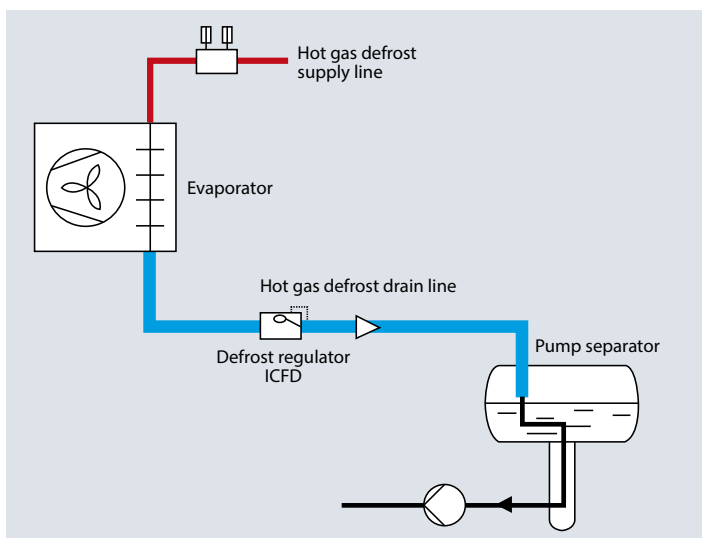 Hot gas defrost
supply line
Evaporator
Hot gas defrost drain line
Defrost regulator
ICFD
Pump separator